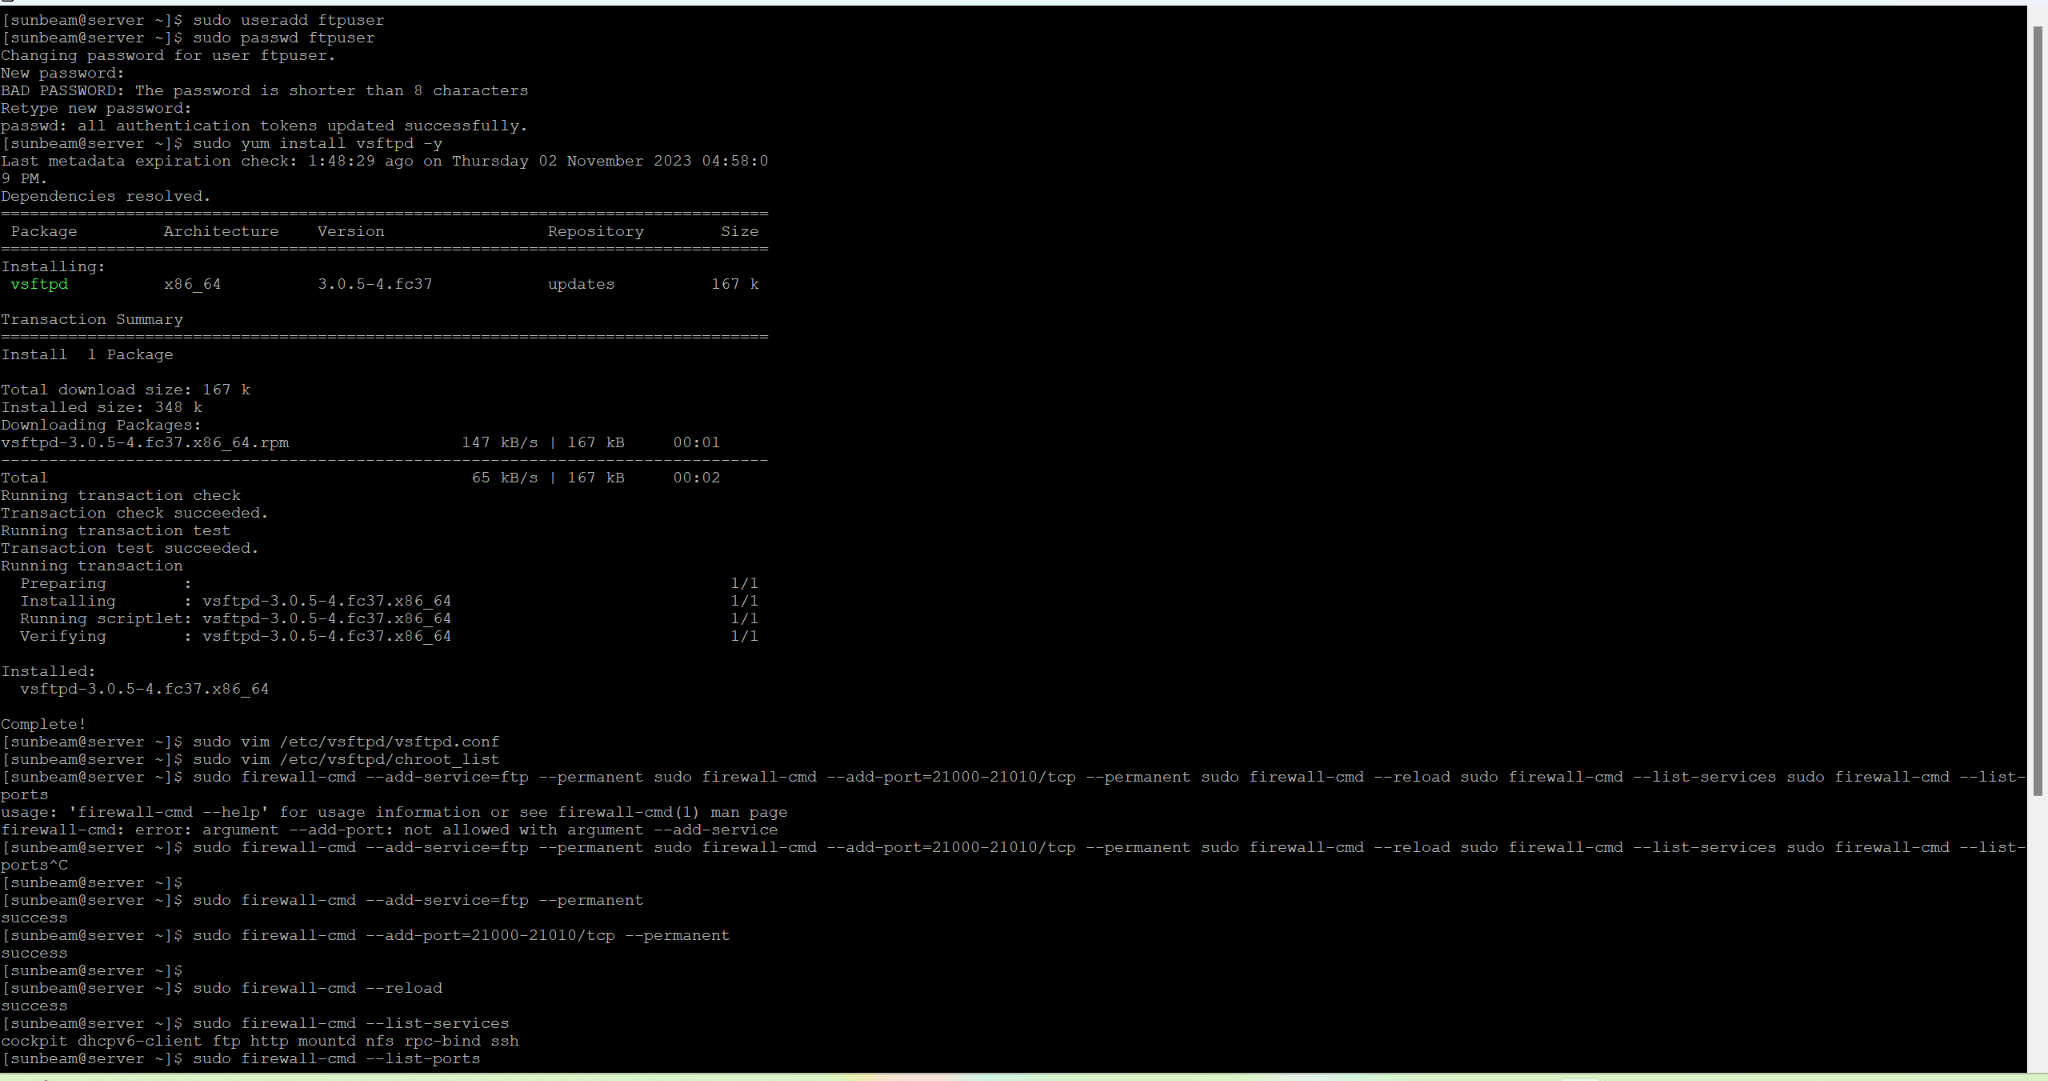 [sunbeam@server ~]$ sudo useradd ftpuser
[sunbeam@server ~]$ sudo passwd ftpuser
Changing password for user ftpuser.
New password:
BAD PASSWORD: The password is shorter than 8 characters
Retype new password:
passwd: all authentication tokens updated successfully.
[sunbeam@server ~]$ sudo yum install vsftpd -y
Last metadata expiration check: 1:48:29 ago on Thursday 02 November 2023 04:58:0
9 PM.
Dependencies resolved.
================================================================================
 Package         Architecture    Version                 Repository        Size
================================================================================
Installing:
 vsftpd          x86_64          3.0.5-4.fc37            updates          167 k

Transaction Summary
================================================================================
Install  1 Package

Total download size: 167 k
Installed size: 348 k
Downloading Packages:
vsftpd-3.0.5-4.fc37.x86_64.rpm                  147 kB/s | 167 kB     00:01
--------------------------------------------------------------------------------
Total                                            65 kB/s | 167 kB     00:02
Running transaction check
Transaction check succeeded.
Running transaction test
Transaction test succeeded.
Running transaction
  Preparing        :                                                        1/1
  Installing       : vsftpd-3.0.5-4.fc37.x86_64                             1/1
  Running scriptlet: vsftpd-3.0.5-4.fc37.x86_64                             1/1
  Verifying        : vsftpd-3.0.5-4.fc37.x86_64                             1/1

Installed:
  vsftpd-3.0.5-4.fc37.x86_64

Complete!
[sunbeam@server ~]$ sudo vim /etc/vsftpd/vsftpd.conf
[sunbeam@server ~]$ sudo vim /etc/vsftpd/chroot_list
[sunbeam@server ~]$ sudo firewall-cmd --add-service=ftp --permanent sudo firewall-cmd --add-port=21000-21010/tcp --permanent sudo firewall-cmd --reload sudo firewall-cmd --list-services sudo firewall-cmd --list-
ports
usage: 'firewall-cmd --help' for usage information or see firewall-cmd(1) man page
firewall-cmd: error: argument --add-port: not allowed with argument --add-service
[sunbeam@server ~]$ sudo firewall-cmd --add-service=ftp --permanent sudo firewall-cmd --add-port=21000-21010/tcp --permanent sudo firewall-cmd --reload sudo firewall-cmd --list-services sudo firewall-cmd --list-
ports^C
[sunbeam@server ~]$
[sunbeam@server ~]$ sudo firewall-cmd --add-service=ftp --permanent
success
[sunbeam@server ~]$ sudo firewall-cmd --add-port=21000-21010/tcp --permanent
success
[sunbeam@server ~]$
[sunbeam@server ~]$ sudo firewall-cmd --reload
success
[sunbeam@server ~]$ sudo firewall-cmd --list-services
cockpit dhcpv6-client ftp http mountd nfs rpc-bind ssh
[sunbeam@server ~]$ sudo firewall-cmd --list-ports